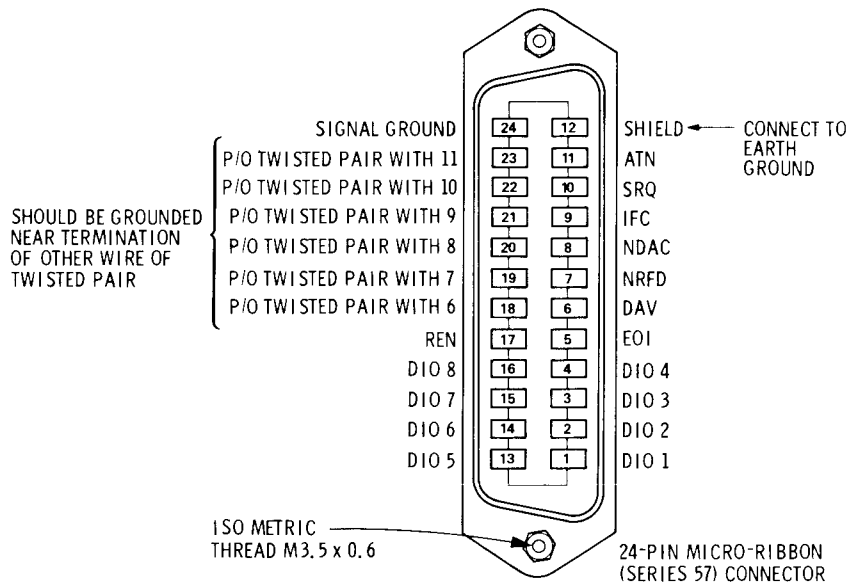 SIGNAL GROUND 24 12 SHIELD CONNECT TO
EARTH
GROUND
P/O TWISTED PAIR WITH 11 23 11 ATN
P/O TWISTED PAIR WITH 10 22 10 SRQ
SHOULD BE GROUNDED
NEAR TERMINATION
OF OTHER WIRE OF
TWISTED PAIR
P/O TWISTED PAIR WITH 9 21 9 IFC
P/O TWISTED PAIR WITH 8 20 8 NDAC
P/O TWISTED PAIR WITH 7 19 7 NRFD
P/O TWISTED PAIR WITH 6 18 6 DAV
REN 17 5 EOI
DIO 8 16 4 DIO 4
DIO 7 15 3 DIO 3
DIO 6 14 2 DIO 2
DIO 5 13 1 DIO 1
ISO METRIC
THREAD M3.5 x 0.6
24-PIN MICRO-RIBBON
(SERIES 57) CONNECTOR